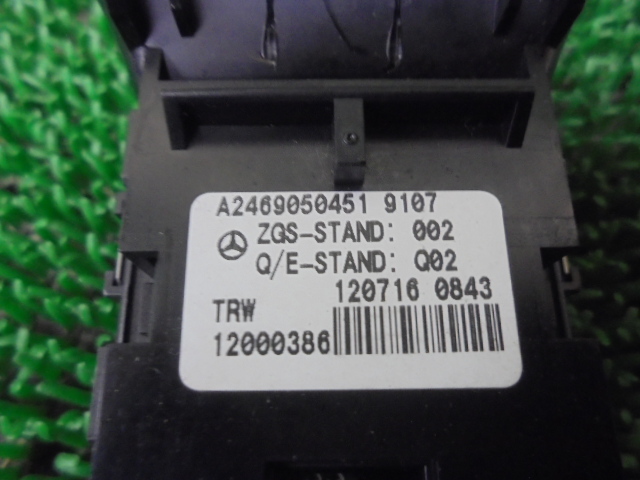 A2469050451 9107
ZGS-STAND: 002
Q/E-STAND: Q02
120716 0843
TRW
12000386